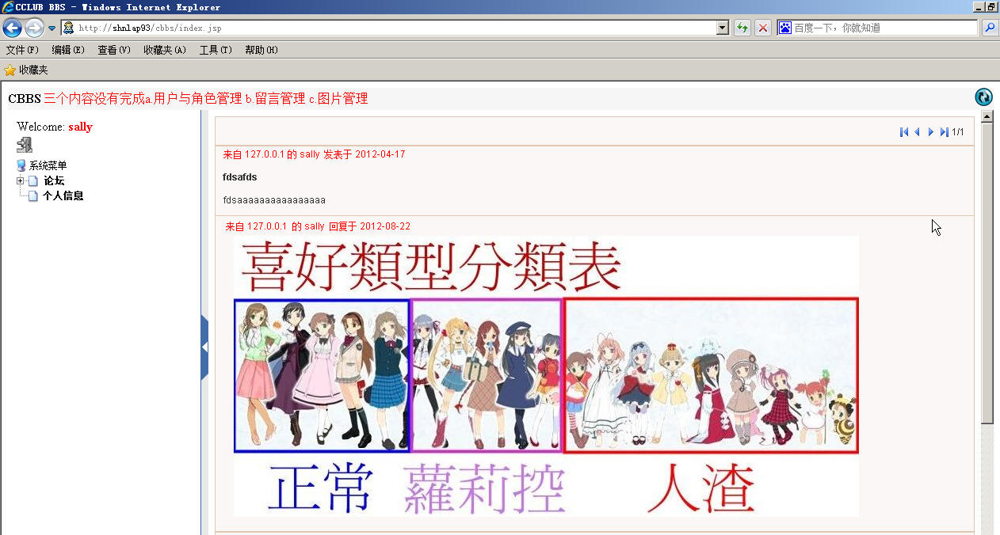 CCLUB BBS - Windows Internet Explorer
http://shnlap93/cbbs/index.jsp
百度一下，你就知道
文件(F) 编辑(E) 查看(V) 收藏夹(A) 工具(T) 帮助(H)
收藏夹
CBBS 三个内容没有完成a.用户与角色管理 b.留言管理 c.图片管理
Welcome: sally
系统菜单
论坛
个人信息
1/1
来自 127.0.0.1 的 sally 发表于 2012-04-17
fdsafds
fdsaaaaaaaaaaaaaaaa
来自 127.0.0.1 的 sally 回复于 2012-08-22
喜好類型分類表
正常 蘿莉控 人渣